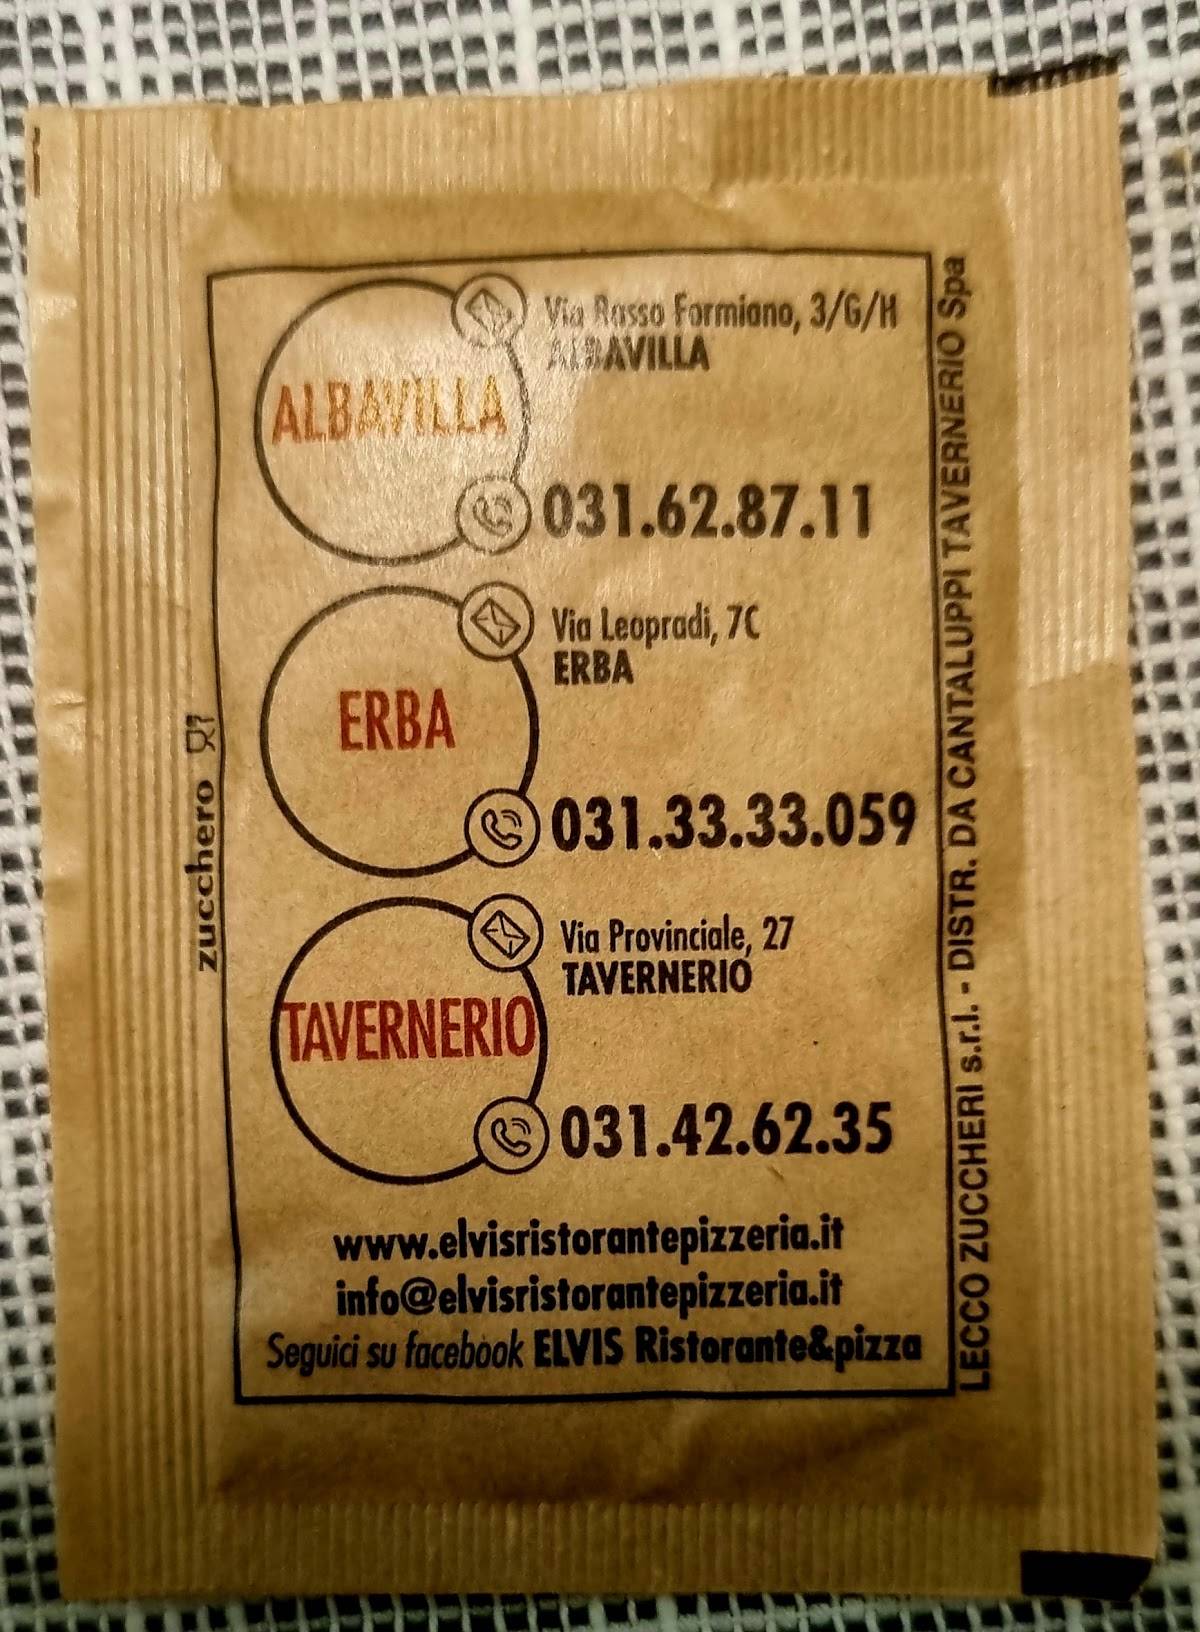 ALBAVILLA
Via Rosso Formiano, 3/G/H
ALBAVILLA
031.62.87.11
ERBA
Via Leopradi, 7C
ERBA
031.33.33.059
TAVERNERIO
Via Provinciale, 27
TAVERNERIO
031.42.62.35
www.elvisristorantepizzeria.it
info@elvisristorantepizzeria.it
Seguici su facebook ELVIS Ristorante&pizza
zucchero
LECCO ZUCCHERI s.r.l. - DISTR. DA CANTALUPPI TAVERNERIO Spa